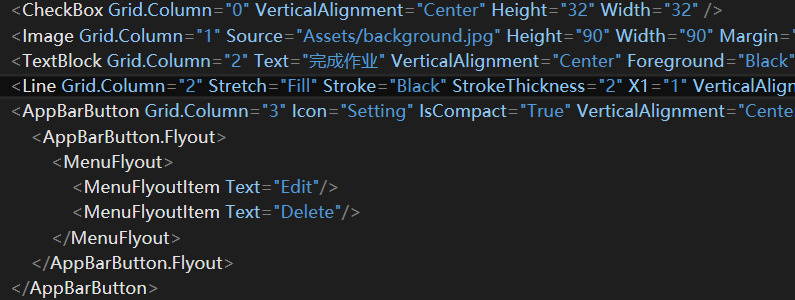 <CheckBox Grid.Column="0" VerticalAlignment="Center" Height="32" Width="32" />
<Image Grid.Column="1" Source="Assets/background.jpg" Height="90" Width="90" Margin="
<TextBlock Grid.Column="2" Text="完成作业" VerticalAlignment="Center" Foreground="Black"
<Line Grid.Column="2" Stretch="Fill" Stroke="Black" StrokeThickness="2" X1="1" VerticalAlign
<AppBarButton Grid.Column="3" Icon="Setting" IsCompact="True" VerticalAlignment="Cente
<AppBarButton.Flyout>
<MenuFlyout>
<MenuFlyoutItem Text="Edit"/>
<MenuFlyoutItem Text="Delete"/>
</MenuFlyout>
</AppBarButton.Flyout>
</AppBarButton>